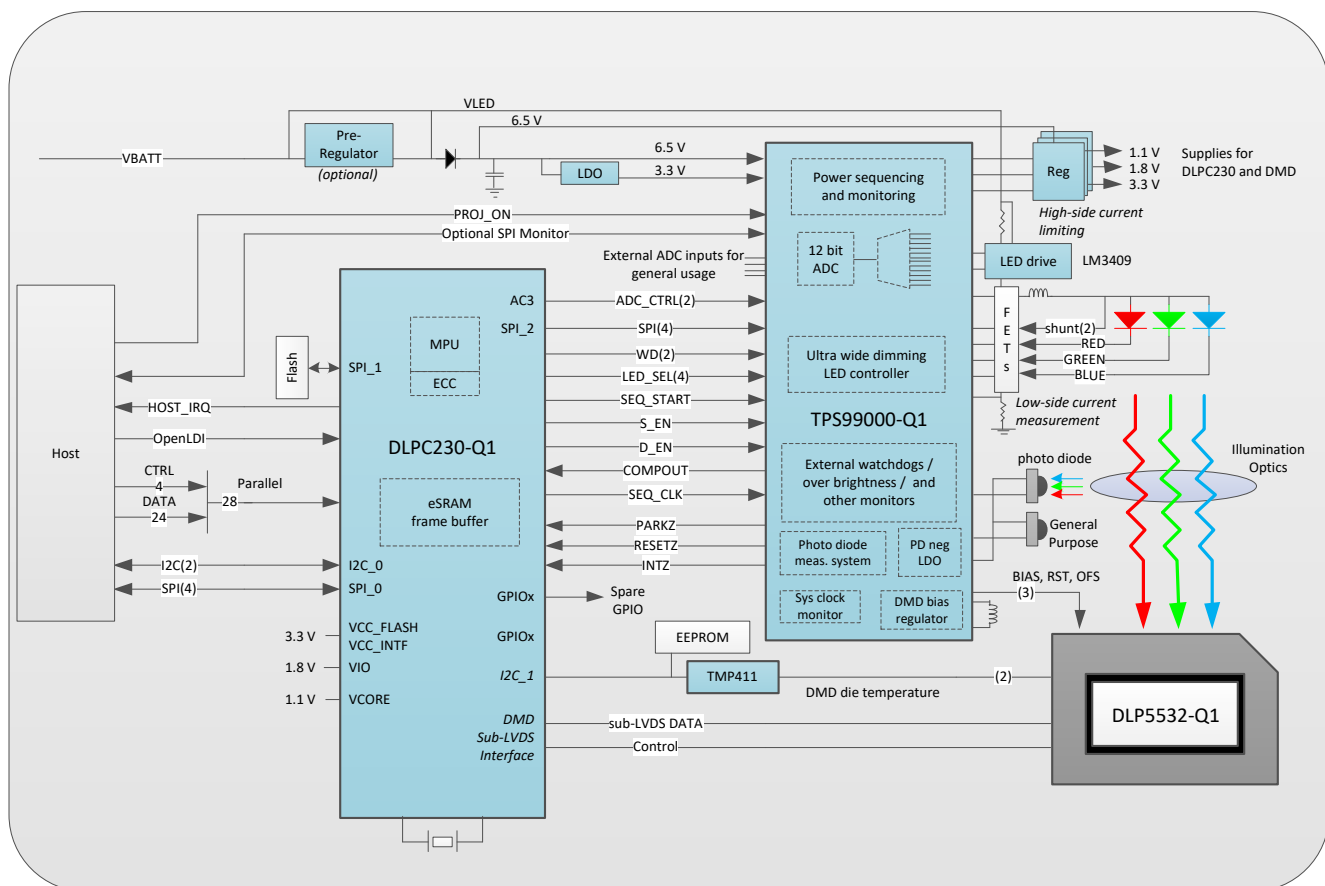 VLED
6.5 V
VBATT
Pre-
Regulator
(optional)
LDO
6.5 V
3.3 V
Power sequencing
and monitoring
Reg
1.1 V
1.8 V
3.3 V
Supplies for
DLPC230 and DMD
High-side current
limiting
PROJ_ON
Optional SPI Monitor
External ADC inputs for
general usage
12 bit
ADC
LED drive
LM3409
Host
Flash
SPI_1
AC3
SPI_2
MPU
ECC
ADC_CTRL(2)
SPI(4)
WD(2)
LED_SEL(4)
SEQ_START
S_EN
D_EN
COMPOUT
SEQ_CLK
PARKZ
RESETZ
INTZ
Ultra wide dimming
LED controller
TPS99000-Q1
F
E
T
s
shunt(2)
RED
GREEN
BLUE
Low-side current
measurement
HOST_IRQ
OpenLDI
CTRL
4
DATA
24
28
Parallel
DLPC230-Q1
eSRAM
frame buffer
External watchdogs /
over brightness / and
other monitors
photo diode
Illumination
Optics
General
Purpose
Photo diode
meas. system
PD neg
LDO
Sys clock
monitor
DMD bias
regulator
BIAS, RST, OFS
(3)
I2C(2)
SPI(4)
I2C_0
SPI_0
GPIOx
Spare
GPIO
GPIOx
3.3 V
VCC_FLASH
VCC_INTF
1.8 V
VIO
1.1 V
VCORE
I2C_1
EEPROM
TMP411
DMD die temperature
(2)
DMD
Sub-LVDS
Interface
sub-LVDS DATA
Control
DLP5532-Q1